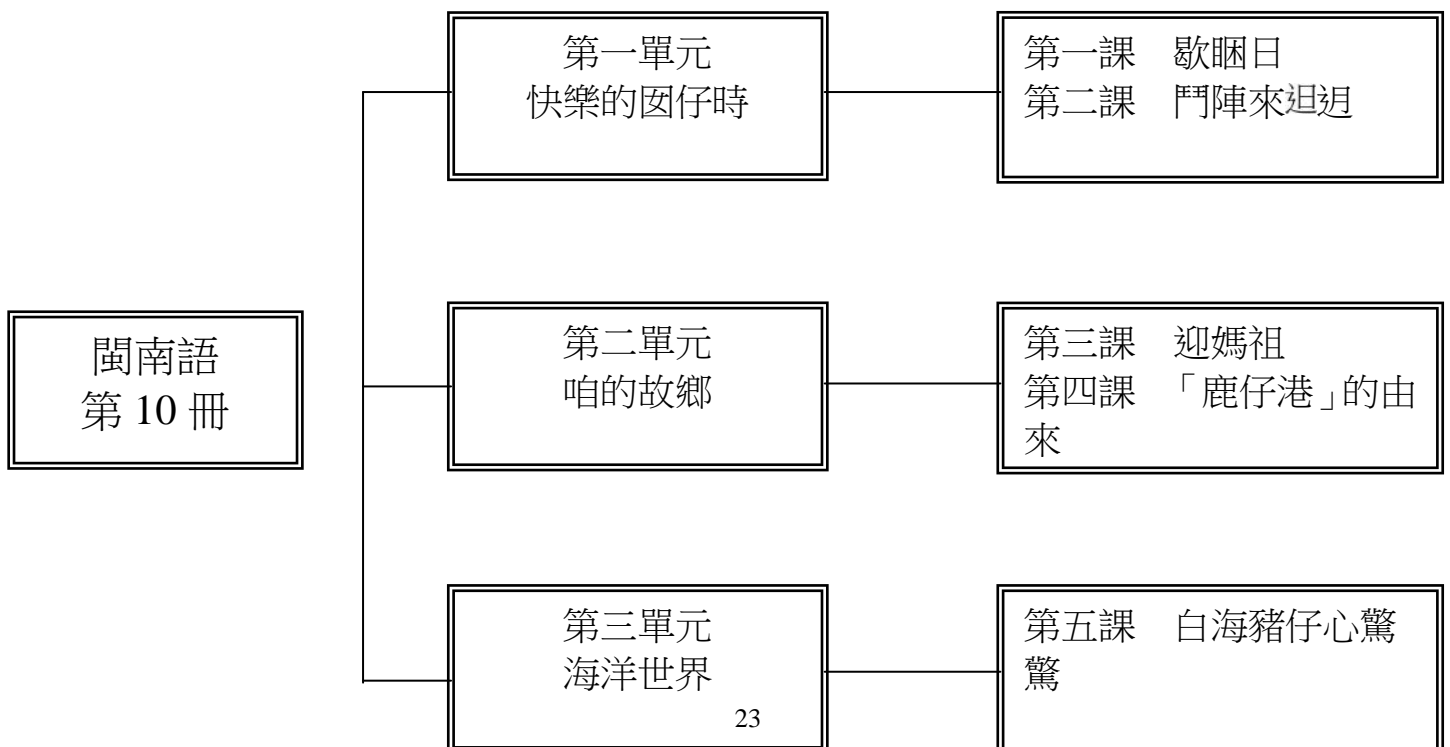 閩南語
第 10 冊
第一單元
快樂的囡仔時
第一課　歇睏日
第二課　鬥陣來𨑨迌
第二單元
咱的故鄉
第三課　迎媽祖
第四課　「鹿仔港」的由
來
第三單元
海洋世界
第五課　白海豬仔心驚
驚
23